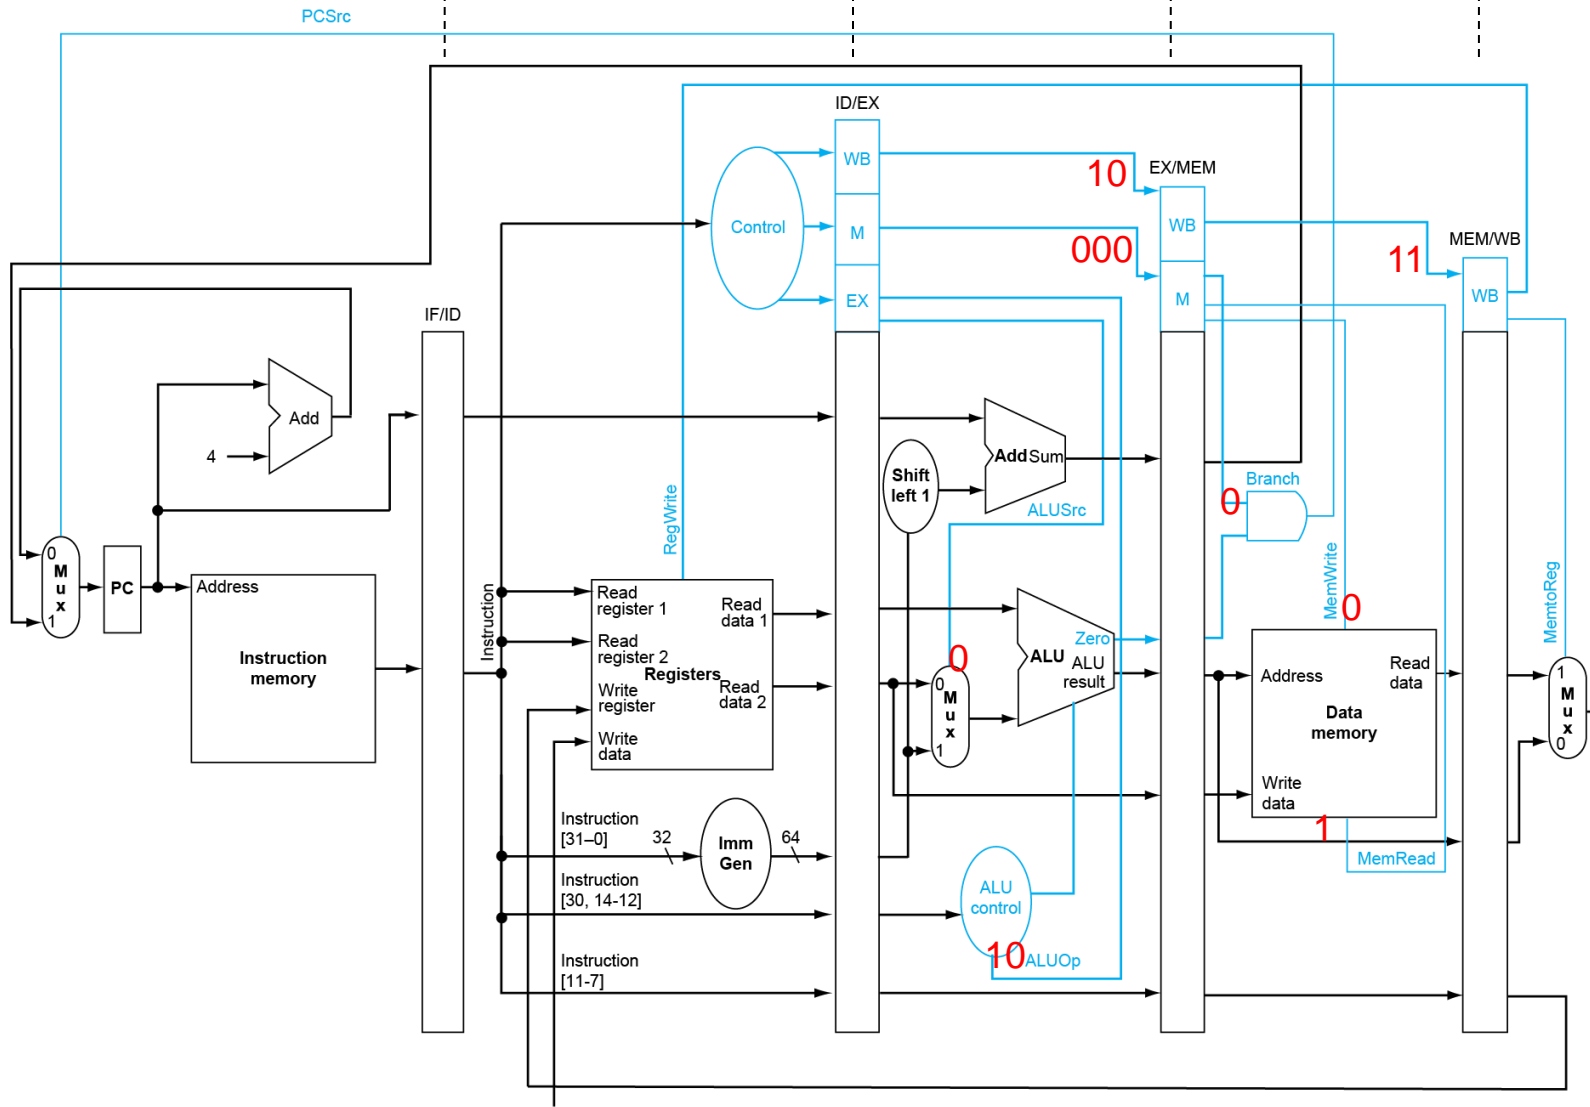 PCSrc
ID/EX
WB
10
EX/MEM
Control
M
000
WB
MEM/WB
11
EX
M
WB
IF/ID
Add
4
Add Sum
Shift
left 1
ALUSrc
Branch
0
RegWrite
MemWrite
0
MemtoReg
0
M
u
x
1
PC
Address
Instruction
memory
Instruction
Read
register 1
Read
register 2
Write
register
Write
data
Registers
Read
data 1
Read
data 2
0
0
M
u
x
1
Zero
ALU
ALU
result
Address
Read
data
Data
memory
Write
data
1
MemRead
1
M
u
x
0
Instruction
[31–0]
32
Imm
Gen
64
Instruction
[30, 14-12]
ALU
control
10
ALUOp
Instruction
[11-7]